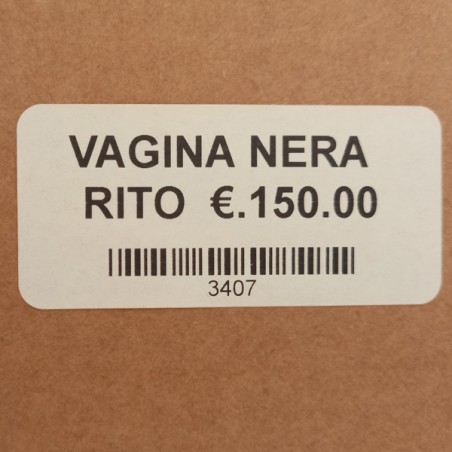 VAGINA NERA
RITO €.150.00
3407